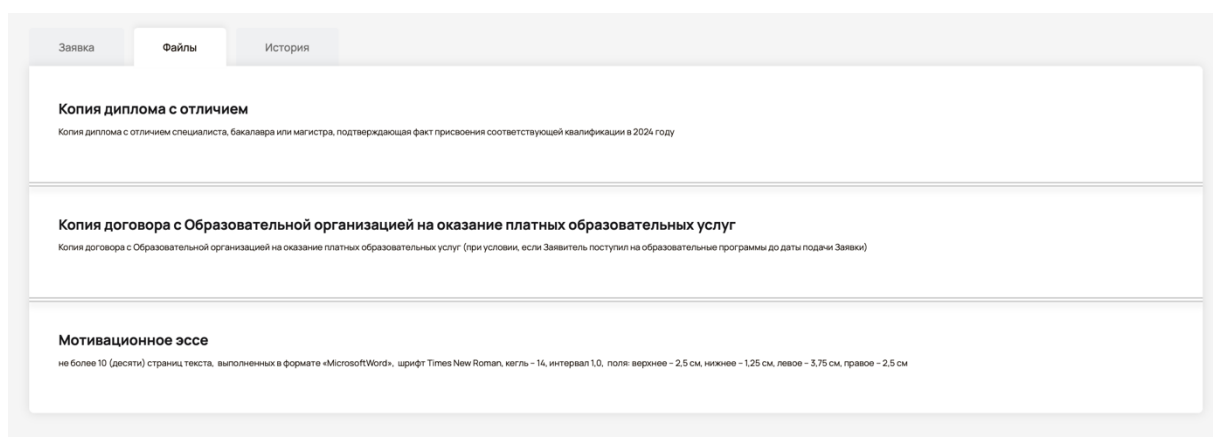 Заявка Файлы История
Копия диплома с отличием
Копия диплома с отличием специалиста, бакалавра или магистра, подтверждающая факт присвоения соответствующей квалификации в 2024 году
Копия договора с Образовательной организацией на оказание платных образовательных услуг
Копия договора с Образовательной организацией на оказание платных образовательных услуг (при условии, если Заявитель поступил на образовательные программы до даты подачи Заявки)
Мотивационное эссе
не более 10 (десяти) страниц текста, выполненных в формате «MicrosoftWord», шрифт Times New Roman, кегль – 14, интервал 1,0, поля: верхнее – 2,5 см, нижнее – 1,25 см, левое – 3,75 см, правое – 2,5 см